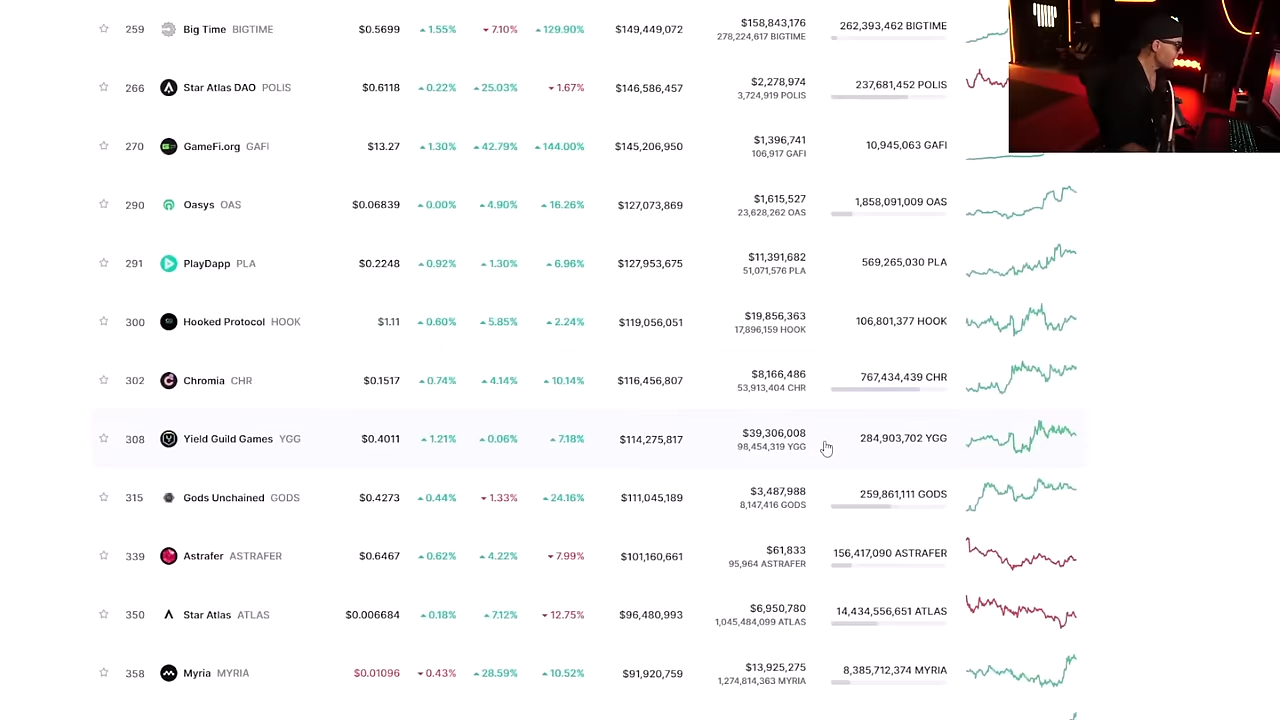 259 Big Time BIGTIME $0.5699 1.55% 7.10% 129.90% $149,449,072 $158,843,176 262,393,462 BIGTIME
278,224,617 BIGTIME
266 Star Atlas DAO POLIS $0.6118 0.22% 25.03% 1.67% $146,586,457 $2,278,974 237,681,452 POLIS
3,724,919 POLIS
270 GameFi.org GAFI $13.27 1.30% 42.79% 144.00% $145,206,950 $1,396,741 10,945,063 GAFI
106,917 GAFI
290 Oasys OAS $0.06839 0.00% 4.90% 16.26% $127,073,869 $1,615,527 1,858,091,009 OAS
23,628,262 OAS
291 PlayDapp PLA $0.2248 0.92% 1.30% 6.96% $127,953,675 $11,391,682 569,265,030 PLA
51,071,576 PLA
300 Hooked Protocol HOOK $1.11 0.60% 5.85% 2.24% $119,056,051 $19,856,363 106,801,377 HOOK
17,896,159 HOOK
302 Chromia CHR $0.1517 0.74% 4.14% 10.14% $116,456,807 $8,166,486 767,434,439 CHR
53,913,404 CHR
308 Yield Guild Games YGG $0.4011 1.21% 0.06% 7.18% $114,275,817 $39,306,008 284,903,702 YGG
98,454,319 YGG
315 Gods Unchained GODS $0.4273 0.44% 1.33% 24.16% $111,045,189 $3,487,988 259,861,111 GODS
8,147,416 GODS
339 Astrafer ASTRAFER $0.6467 0.62% 4.22% 7.99% $101,160,661 $61,833 156,417,090 ASTRAFER
95,964 ASTRAFER
350 Star Atlas ATLAS $0.006684 0.18% 7.12% 12.75% $96,480,993 $6,950,780 14,434,556,651 ATLAS
1,045,484,099 ATLAS
358 Myria MYRIA $0.01096 0.43% 28.59% 10.52% $91,920,759 $13,925,275 8,385,712,374 MYRIA
1,274,814,363 MYRIA